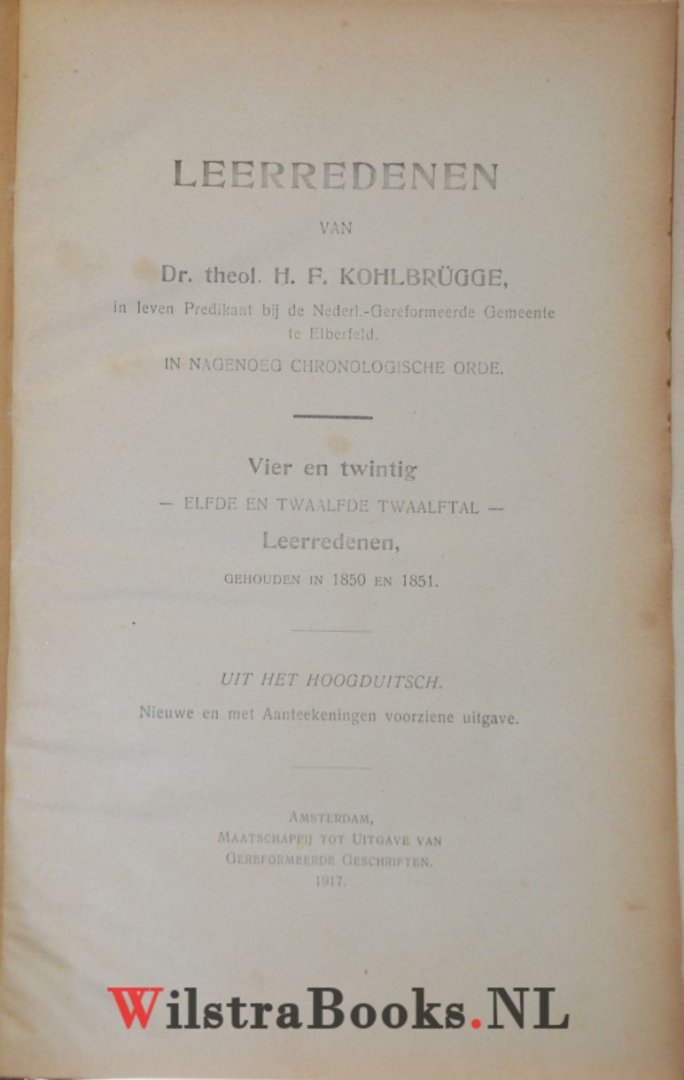 LEERREDENEN
VAN
Dr. theol. H. F. KOHLBRÜGGE,
in leven Predikant bij de Nederl.-Gereformeerde Gemeente
te Elberfeld.
IN NAGENOEG CHRONOLOGISCHE ORDE.
Vier en twintig
— ELFDE EN TWAALFDE TWAALFTAL —
Leerredenen,
GEHOUDEN IN 1850 EN 1851.
UIT HET HOOGDUITSCH.
Nieuwe en met Aanteekeningen voorziene uitgave.
AMSTERDAM,
MAATSCHAPPIJ TOT UITGAVE VAN
GEREFORMEERDE GESCHRIFTEN.
1917.
WilstraBooks.NL